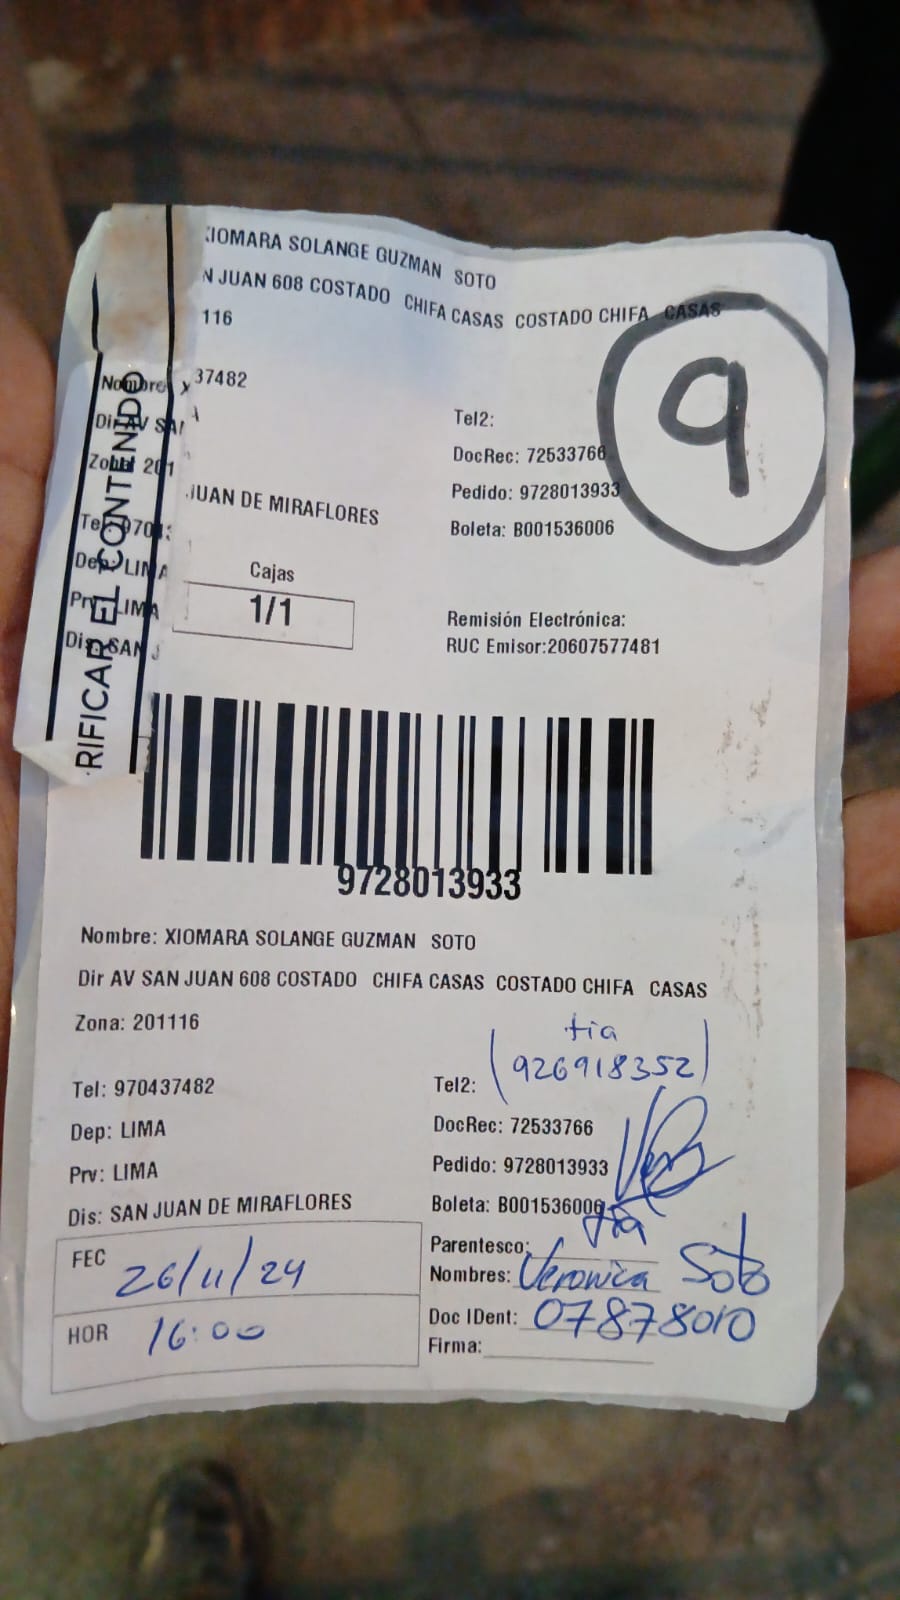 XIOMARA SOLANGE GUZMAN SOTO
N JUAN 608 COSTADO CHIFA CASAS COSTADO CHIFA CASAS
116
9
Nombre: X
37482
Dir AV SAN
A
Tel2:
Zona: 201
DocRec: 72533766
JUAN DE MIRAFLORES
Pedido: 9728013933
Tel: 97043
Boleta: B001536006
Dep: LIMA
Cajas
Prv: LIMA
1/1
Remisión Electrónica:
Dis: SAN J
RUC Emisor:20607577481
RIFICAR EL CONTENIDO
9728013933
Nombre: XIOMARA SOLANGE GUZMAN SOTO
Dir AV SAN JUAN 608 COSTADO CHIFA CASAS COSTADO CHIFA CASAS
Zona: 201116
tia
(926918352)
Tel: 970437482
Tel2:
Dep: LIMA
DocRec: 72533766
Prv: LIMA
Pedido: 9728013933
Dis: SAN JUAN DE MIRAFLORES
Boleta: B001536006
FEC 26/11/24
Parentesco: tia
Nombres: Veronica Soto
HOR 16:00
Doc IDent: 07878010
Firma: